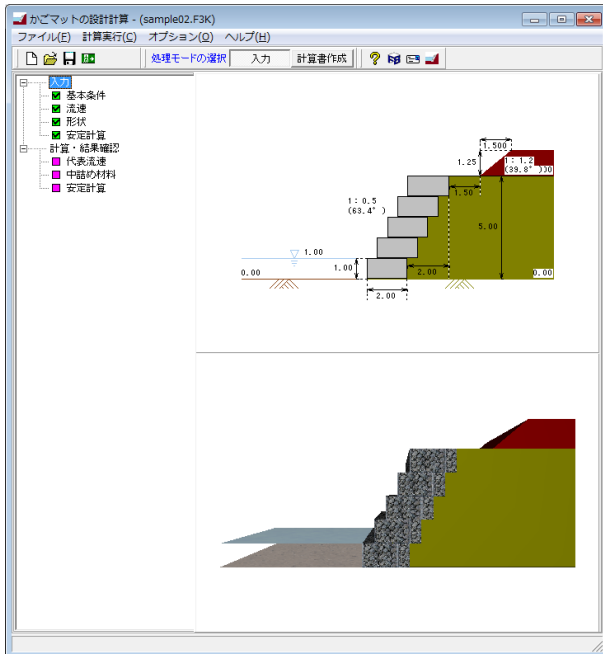 かごマットの設計計算 - (sample02.F3K)
ファイル(F) 計算実行(C) オプション(O) ヘルプ(H)
処理モードの選択 入力 計算書作成
入力
基本条件
流速
形状
安定計算
計算・結果確認
代表流速
中詰め材料
安定計算
1.500
1.25
1: 1.2
(39.8° ))0
1.50
1: 0.5
(63.4° )
5.00
1.00
0.00
1.00
2.00
0.00
2.00